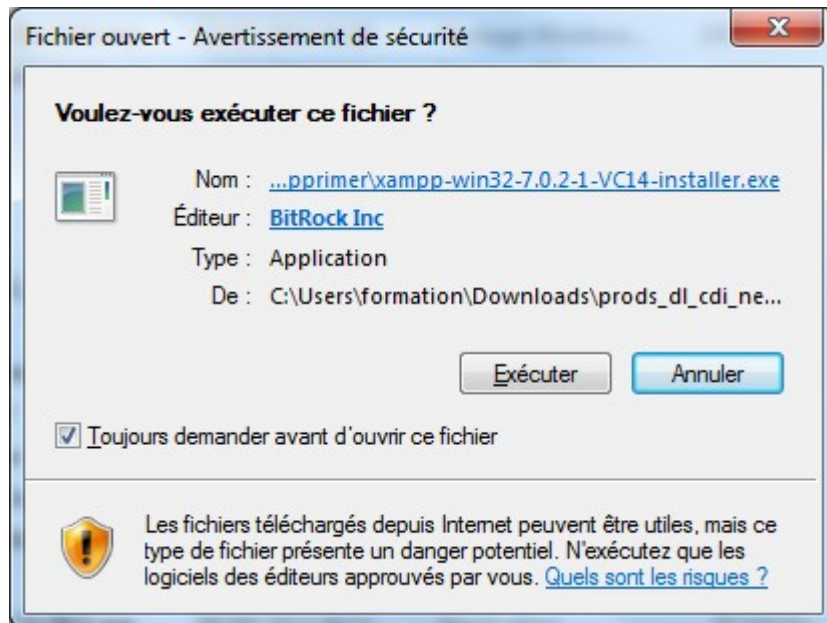 Fichier ouvert - Avertissement de sécurité
Voulez-vous exécuter ce fichier ?
Nom : ...pprimer\xampp-win32-7.0.2-1-VC14-installer.exe
Éditeur : BitRock Inc
Type : Application
De : C:\Users\formation\Downloads\prods_dl_cdi_ne...
Exécuter Annuler
Toujours demander avant d'ouvrir ce fichier
Les fichiers téléchargés depuis Internet peuvent être utiles, mais ce
type de fichier présente un danger potentiel. N'exécutez que les
logiciels des éditeurs approuvés par vous. Quels sont les risques ?